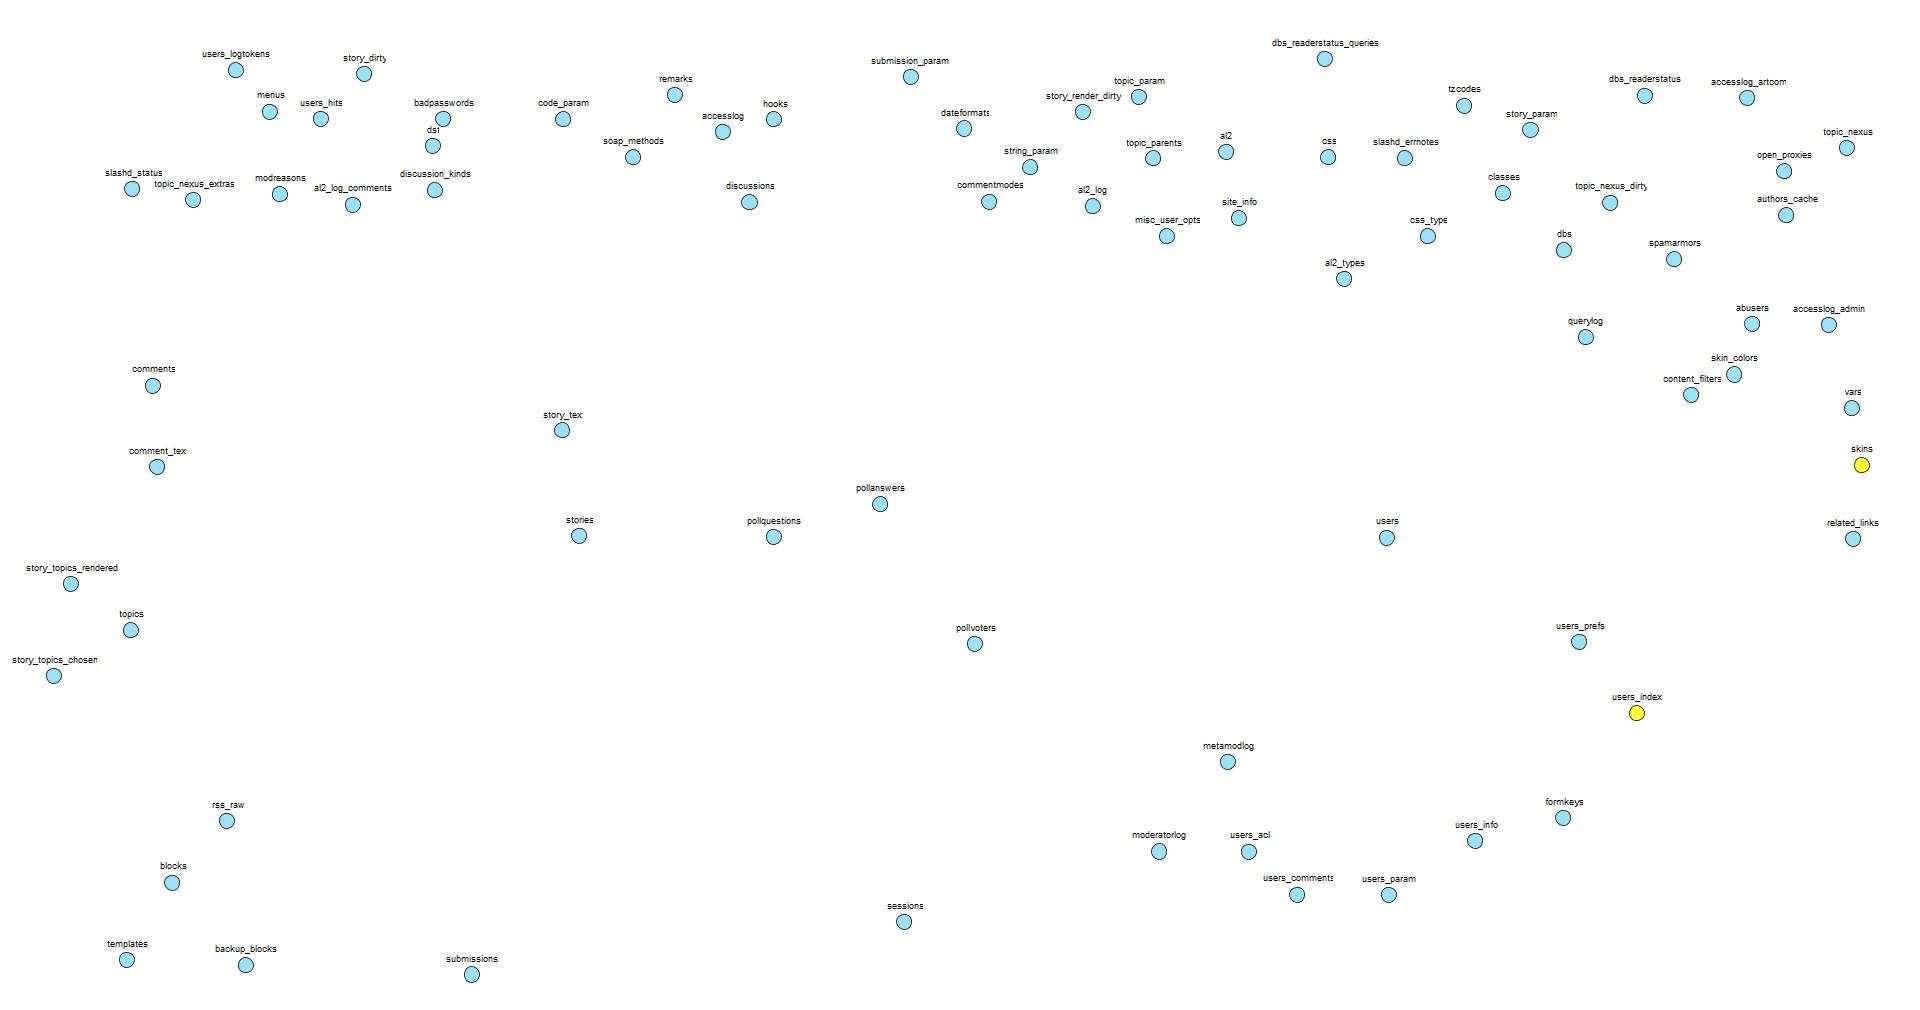 dbs_readerstatus_queries
users_logtokens
story_dirty
submission_param
remarks
topic_param
dbs_readerstatus
accesslog_artcom
tzcodes
menus
users_hits
badpasswords
code_param
hooks
story_render_dirty
accesslog
dateformats
story_param
dst
topic_nexus
soap_methods
string_param
topic_parents
al2
css
slashd_errnotes
open_proxies
slashd_status
topic_nexus_extras
modreasons
al2_log_comments
discussion_kinds
discussions
commentmodes
al2_log
classes
topic_nexus_dirty
authors_cache
site_info
misc_user_opts
css_type
dbs
spamarmors
al2_types
abusers
accesslog_admin
querylog
skin_colors
comments
content_filters
vars
story_tex
comment_tex
skins
pollanswers
stories
pollquestions
users
related_links
story_topics_rendered
topics
pollvoters
users_prefs
story_topics_chosen
users_index
metamodlog
rss_raw
formkeys
users_info
moderatorlog
users_acl
blocks
users_comments
users_param
sessions
templates
backup_blocks
submissions